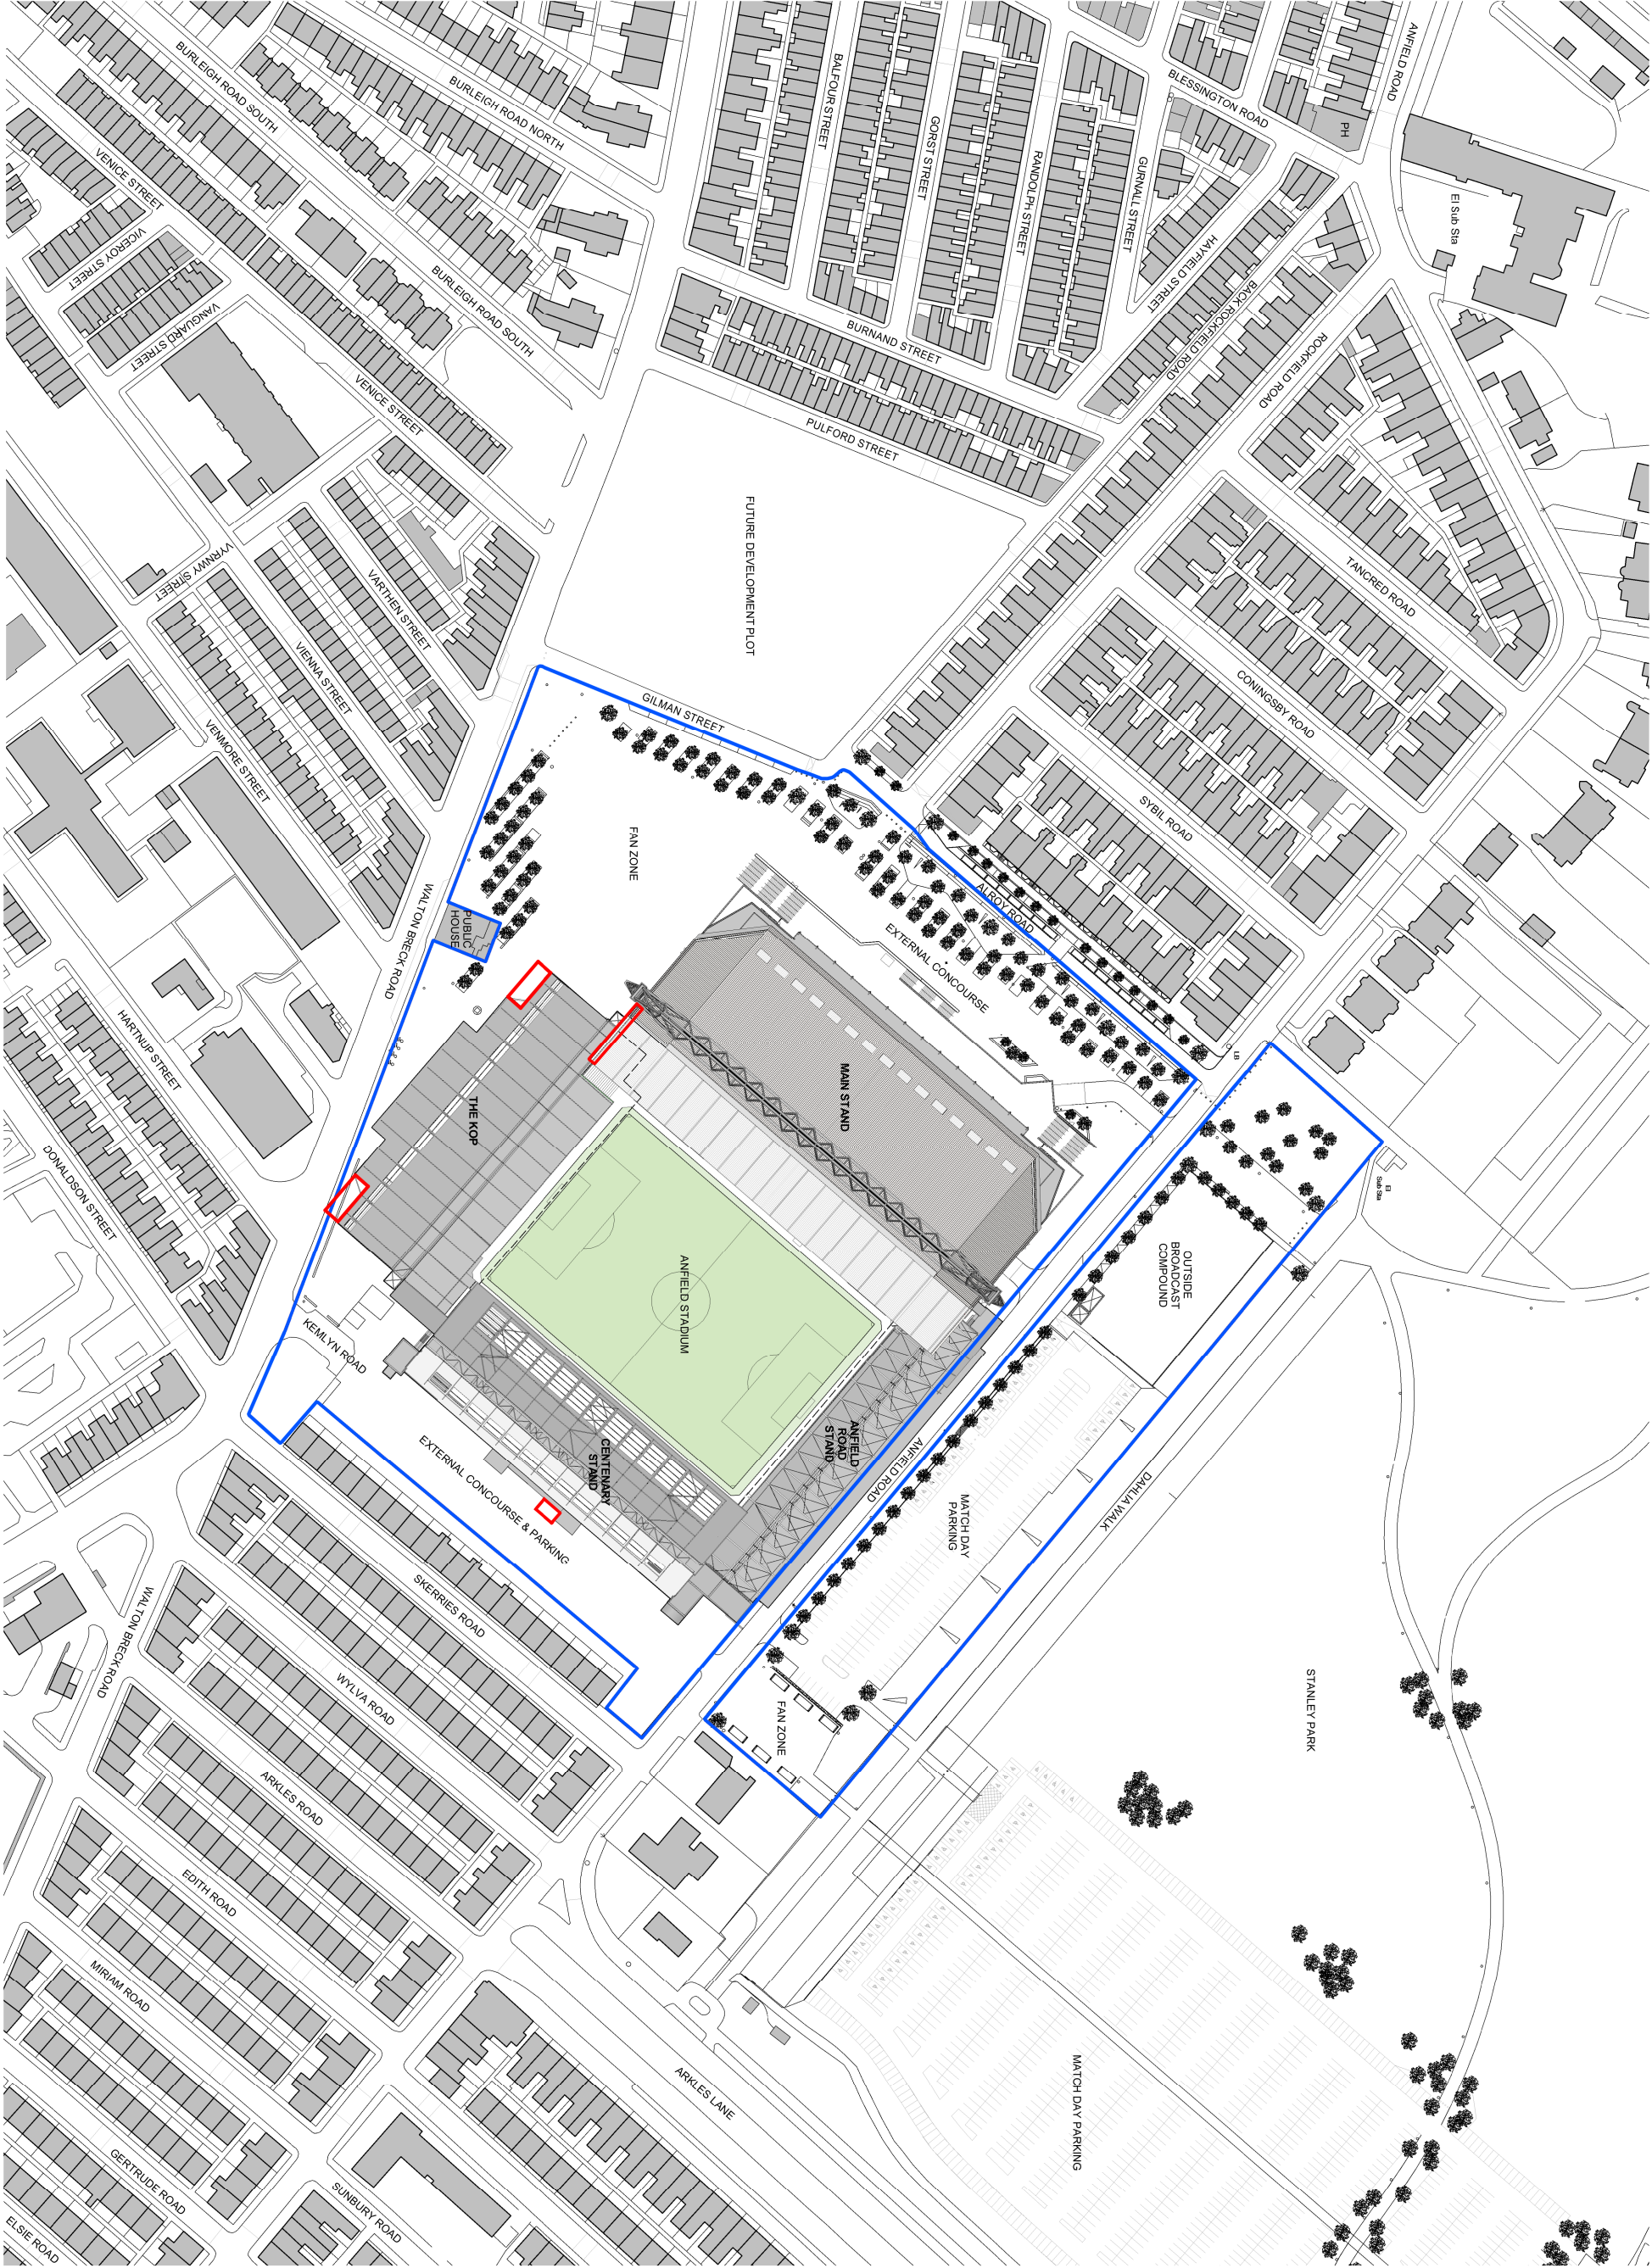 ANFIELD ROAD
BURLEIGH ROAD SOUTH
BURLEIGH ROAD NORTH
BALFOUR STREET
BLESSINGTON ROAD
PH
GORST STREET
RANDOLPH STREET
GURNALL STREET
VENICE STREET
El Sub Sta
VICEROY STREET
HAYFIELD STREET
BACK ROCKFIELD ROAD
BURLEIGH ROAD SOUTH
VANGUARD STREET
BURNAND STREET
ROCKFIELD ROAD
VENICE STREET
PULFORD STREET
FUTURE DEVELOPMENT PLOT
VYRNWY STREET
VARTHEN STREET
TANCRED ROAD
VIENNA STREET
GILMAN STREET
CONINGSBY ROAD
VENMORE STREET
SYBIL ROAD
FAN ZONE
ALROY ROAD
WALTON BRECK ROAD
PUBLIC
HOUSE
EXTERNAL CONCOURSE
HARTNUP STREET
LB
THE KOP
MAIN STAND
El
Sub Sta
DONALDSON STREET
OUTSIDE
BROADCAST
COMPOUND
ANFIELD STADIUM
KEMLYN ROAD
ANFIELD
ROAD
STAND
CENTENARY
STAND
EXTERNAL CONCOURSE & PARKING
ANFIELD ROAD
MATCH DAY
PARKING
DAHLIA WALK
SKERRIES ROAD
WALTON BRECK ROAD
WYLVA ROAD
FAN ZONE
STANLEY PARK
ARKLES ROAD
EDITH ROAD
MIRIAM ROAD
ARKLES LANE
MATCH DAY PARKING
GERTRUDE ROAD
SUNBURY ROAD
ELSIE ROAD